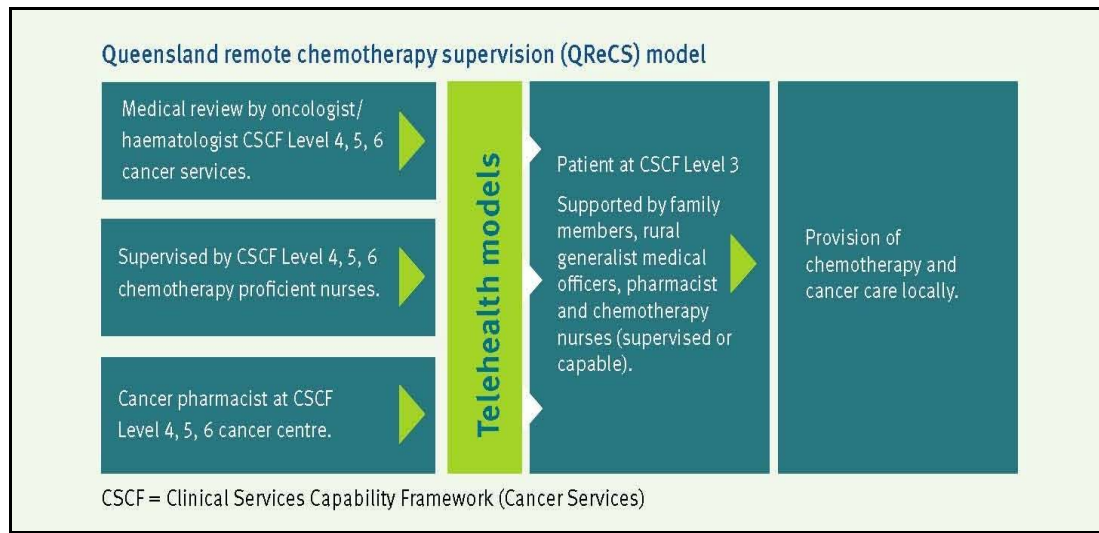 Queensland remote chemotherapy supervision (QReCS) model
Medical review by oncologist/
haematologist CSCF Level 4, 5, 6
cancer services.
Supervised by CSCF Level 4, 5, 6
chemotherapy proficient nurses.
Cancer pharmacist at CSCF
Level 4, 5, 6 cancer centre.
Telehealth models
Patient at CSCF Level 3
Supported by family
members, rural
generalist medical
officers, pharmacist
and chemotherapy
nurses (supervised or
capable).
Provision of
chemotherapy and
cancer care locally.
CSCF = Clinical Services Capability Framework (Cancer Services)